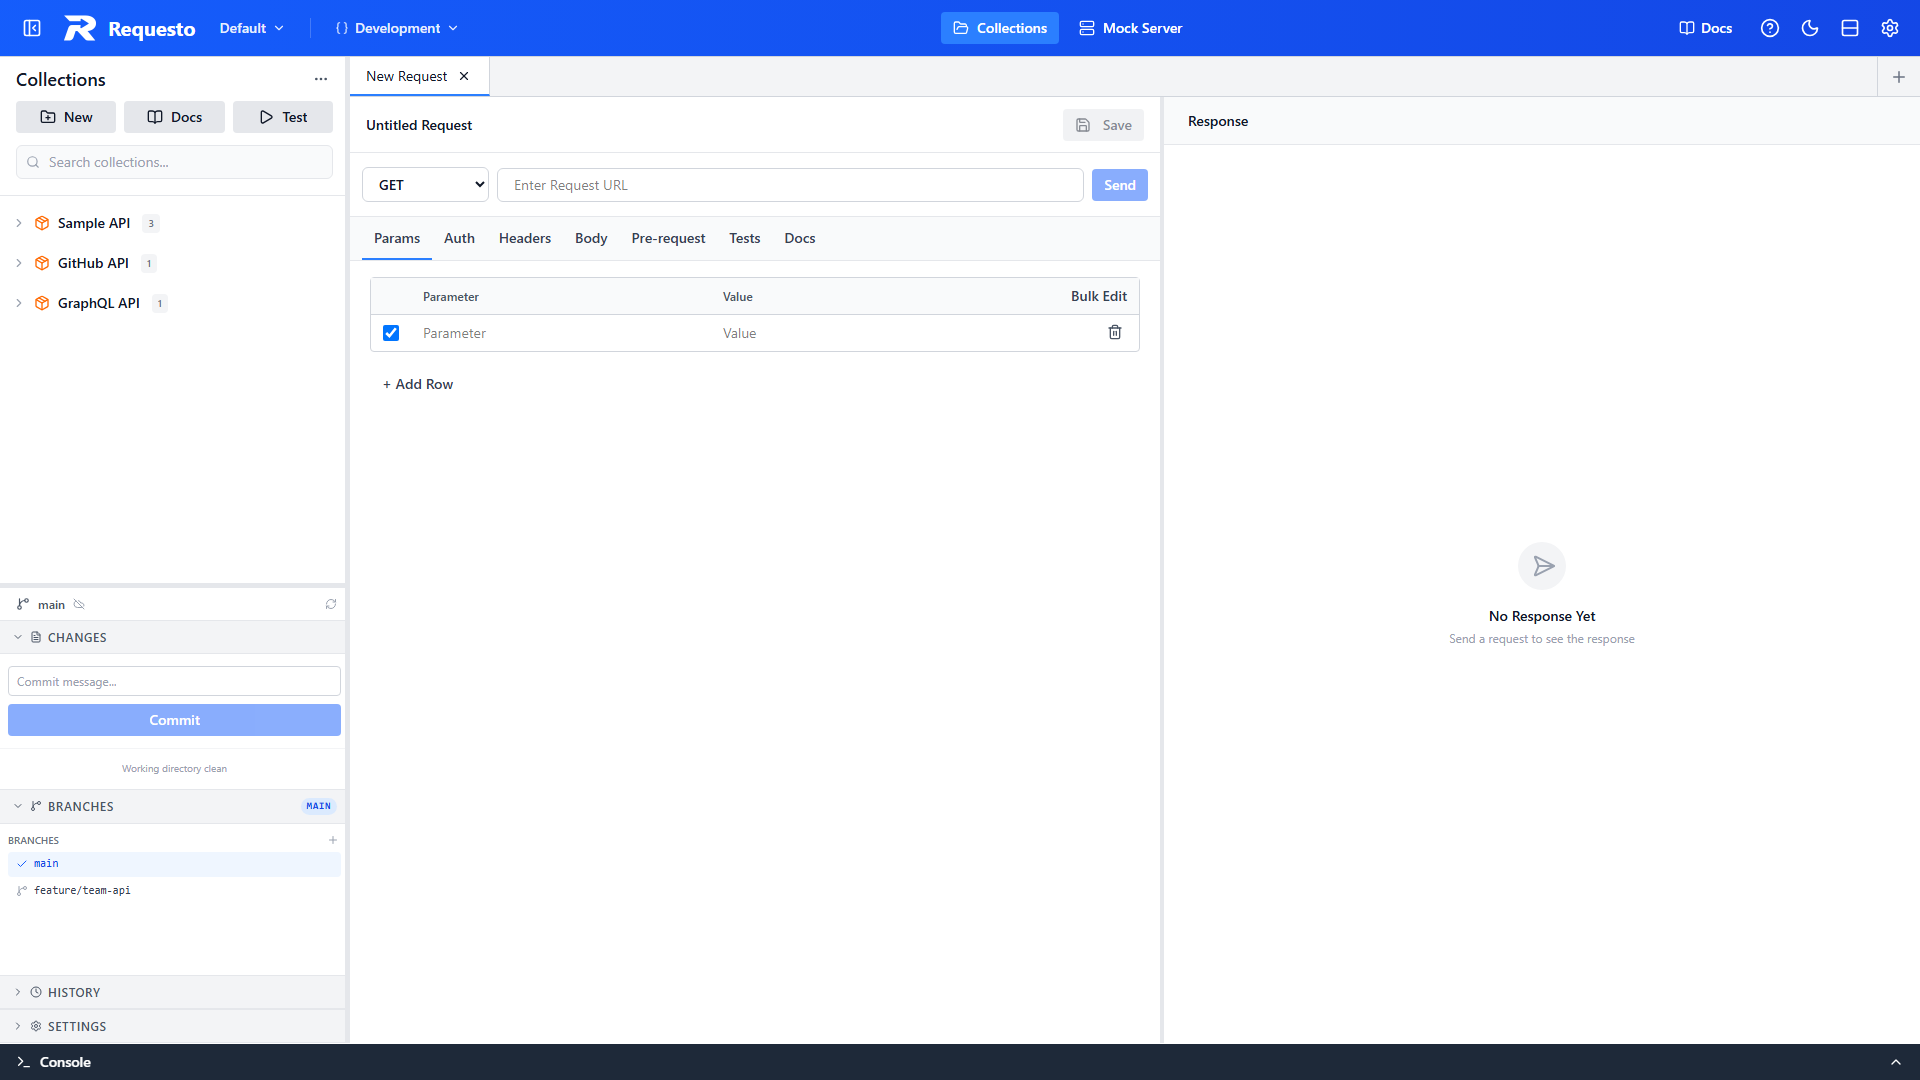 Requesto
Default
{ } Development
Collections
Mock Server
Docs
Collections
New
Docs
Test
Search collections...
Sample API 3
GitHub API 1
GraphQL API 1
main
CHANGES
Commit message...
Commit
Working directory clean
BRANCHES MAIN
BRANCHES
main
feature/team-api
HISTORY
SETTINGS
New Request
Untitled Request
Save
GET
Enter Request URL
Send
Params Auth Headers Body Pre-request Tests Docs
Parameter Value Bulk Edit
Parameter Value
+ Add Row
Response
No Response Yet
Send a request to see the response
Console